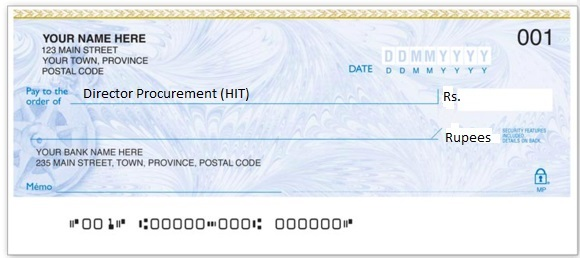 YOUR NAME HERE
001
123 MAIN STREET
YOUR TOWN, PROVINCE
POSTAL CODE
DATE
DDMMYYYY
D D M M Y Y Y Y
Pay to the
order of
Director Procurement (HIT)
Rs.
Rupees
SECURITY FEATURES
INCLUDED.
DETAILS ON BACK.
YOUR BANK NAME HERE
235 MAIN STREET, TOWN, PROVINCE, POSTAL CODE
Mémo
MP
⑈001⑈ ⑆00000⑉000⑆ 000000⑈